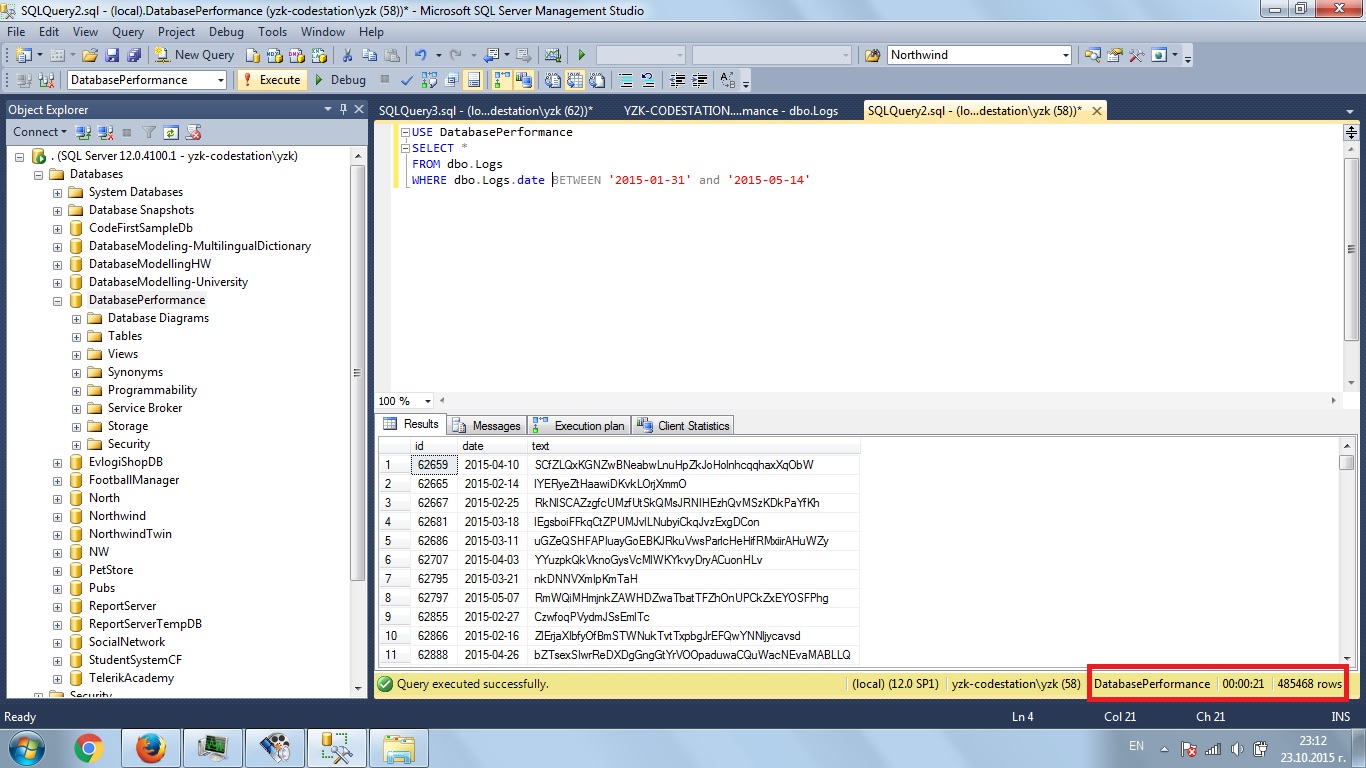 SQLQuery2.sql - (local).DatabasePerformance (yzk-codestation\yzk (58))* - Microsoft SQL Server Management Studio
File Edit View Query Project Debug Tools Window Help
New Query Northwind
DatabasePerformance Execute Debug
Object Explorer
Connect
. (SQL Server 12.0.4100.1 - yzk-codestation\yzk)
Databases
System Databases
Database Snapshots
CodeFirstSampleDb
DatabaseModeling-MultilingualDictionary
DatabaseModellingHW
DatabaseModelling-University
DatabasePerformance
Database Diagrams
Tables
Views
Synonyms
Programmability
Service Broker
Storage
Security
EvlogiShopDB
FootballManager
North
Northwind
NorthwindTwin
NW
PetStore
Pubs
ReportServer
ReportServerTempDB
SocialNetwork
StudentSystemCF
TelerikAcademy
Security
SQLQuery3.sql - (lo...destation\yzk (62))* YZK-CODESTATION....mance - dbo.Logs SQLQuery2.sql - (lo...destation\yzk (58))*
USE DatabasePerformance
SELECT *
FROM dbo.Logs
WHERE dbo.Logs.date BETWEEN '2015-01-31' and '2015-05-14'
100 %
Results Messages Execution plan Client Statistics
id date text
1 62659 2015-04-10 SCfZLQxKGNZwBNeabwLnuHpZkJoHolnhcqqhaxXqObW
2 62665 2015-02-14 IYERyeZtHaawiDKvkLOrjXmmO
3 62667 2015-02-25 RkNISCAZzgfcUMzfUtSkQMsJRNIHEzhQvMSzKDkPaYfKh
4 62681 2015-03-18 IEgsboiFFkqCtZPUMJvILNubyiCkqJvzExgDCon
5 62686 2015-03-11 uGZeQSHFAPIuayGoEBKJRkuVwsParIcHeHifRMxiirAHuWZy
6 62707 2015-04-03 YYuzpkQkVknoGysVcMIWKYkvyDryACuonHLv
7 62795 2015-03-21 nkDNNVXmIpKmTaH
8 62797 2015-05-07 RmWQiMHmjnkZAWHDZwaTbatTFZhOnUPCkZxEYOSFPhg
9 62855 2015-02-27 CzwfoqPVydmJSsEmITc
10 62866 2015-02-16 ZIErjaXIbfyOfBmSTWNukTvtTxpbgJrEFQwYNNljycavsd
11 62888 2015-04-26 bZTsexSIwrReDXDgGngGtYrVOOpaduwaCQuWacNEvaMABLLQ
Query executed successfully. (local) (12.0 SP1) yzk-codestation\yzk (58) DatabasePerformance 00:00:21 485468 rows
Ready Ln 4 Col 21 Ch 21 INS
EN 23:12
23.10.2015 г.